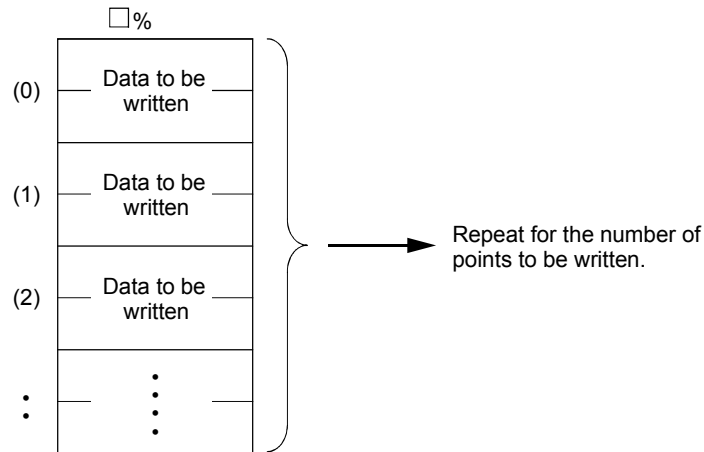 □%
(0) Data to be
written
(1) Data to be
written
Repeat for the number of
points to be written.
(2) Data to be
written
: